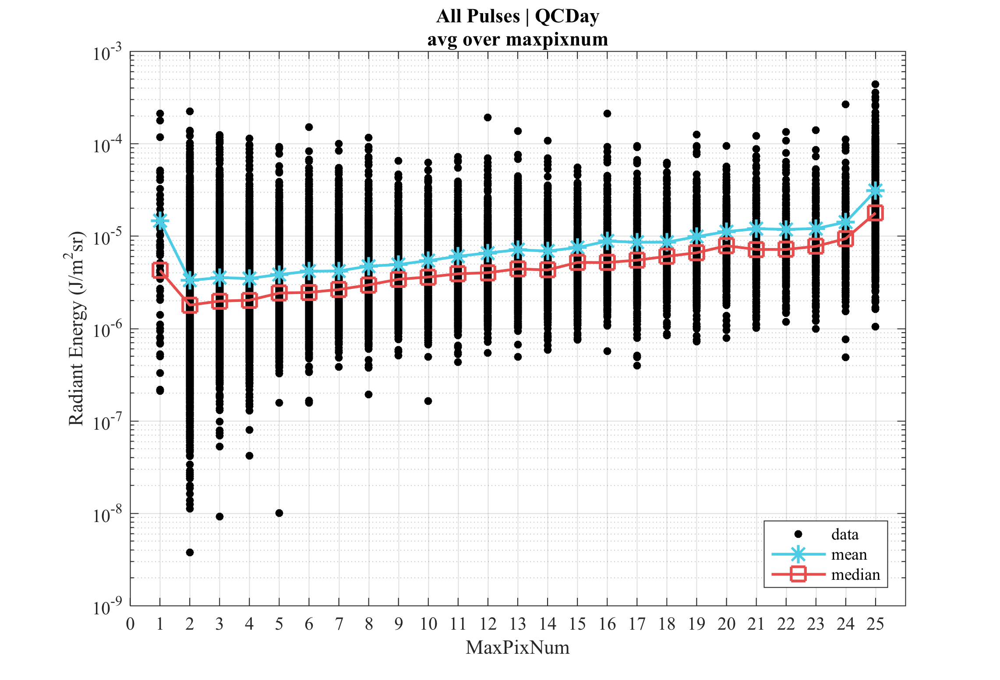 All Pulses | QCDay
avg over maxpixnum
10^-3
10^-4
10^-5
10^-6
10^-7
10^-8
10^-9
Radiant Energy (J/m^2 sr)
0 1 2 3 4 5 6 7 8 9 10 11 12 13 14 15 16 17 18 19 20 21 22 23 24 25
MaxPixNum
data
mean
median